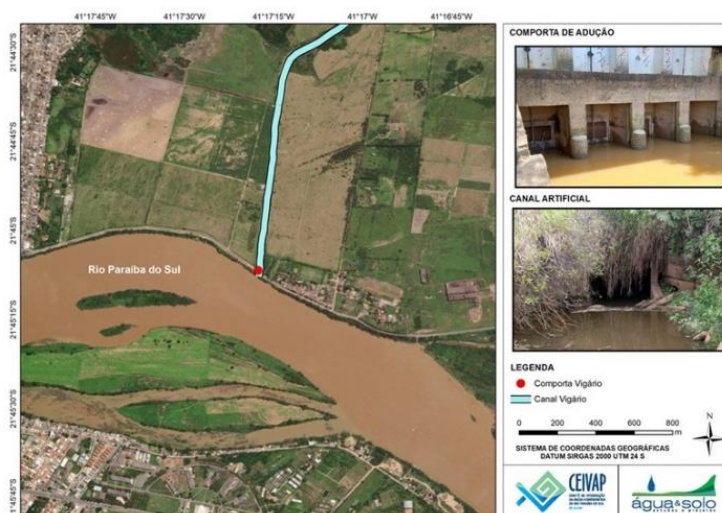 41°17'45"W
41°17'30"W
41°17'15"W
41°17'W
41°16'45"W
21°44'30"S
21°44'45"S
21°45'S
21°45'15"S
21°45'30"S
21°45'45"S
Rio Paraíba do Sul
COMPORTA DE ADUÇÃO
CANAL ARTIFICIAL
LEGENDA
Comporta Vigário
Canal Vigário
N
0 200 400 600 800
m
SISTEMA DE COORDENADAS GEOGRÁFICAS
DATUM SIRGAS 2000 UTM 24 S
CEIVAP
água&solo